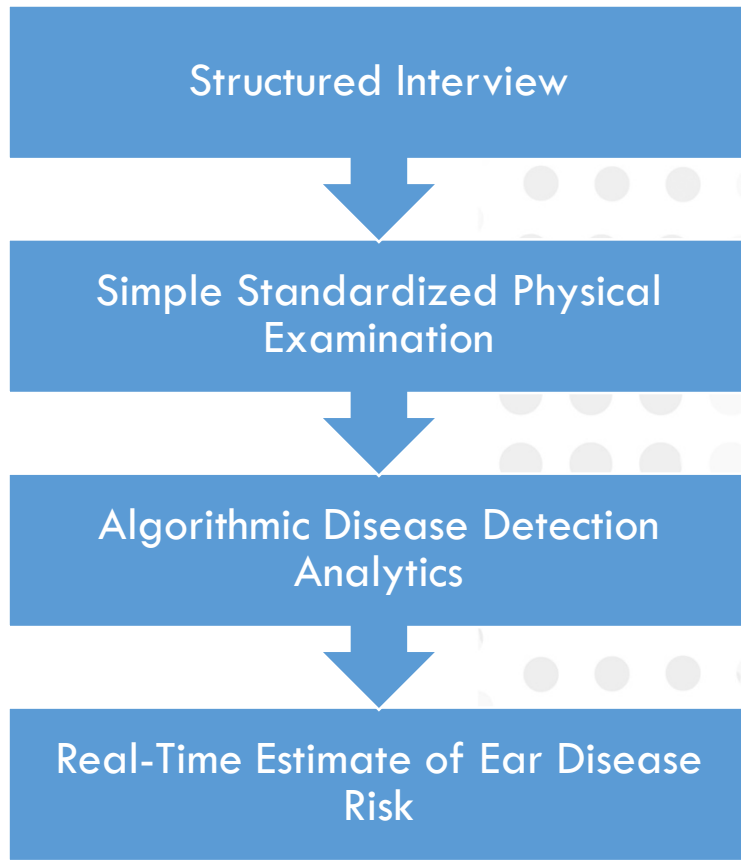 Structured Interview
Simple Standardized Physical
Examination
Algorithmic Disease Detection
Analytics
Real-Time Estimate of Ear Disease
Risk